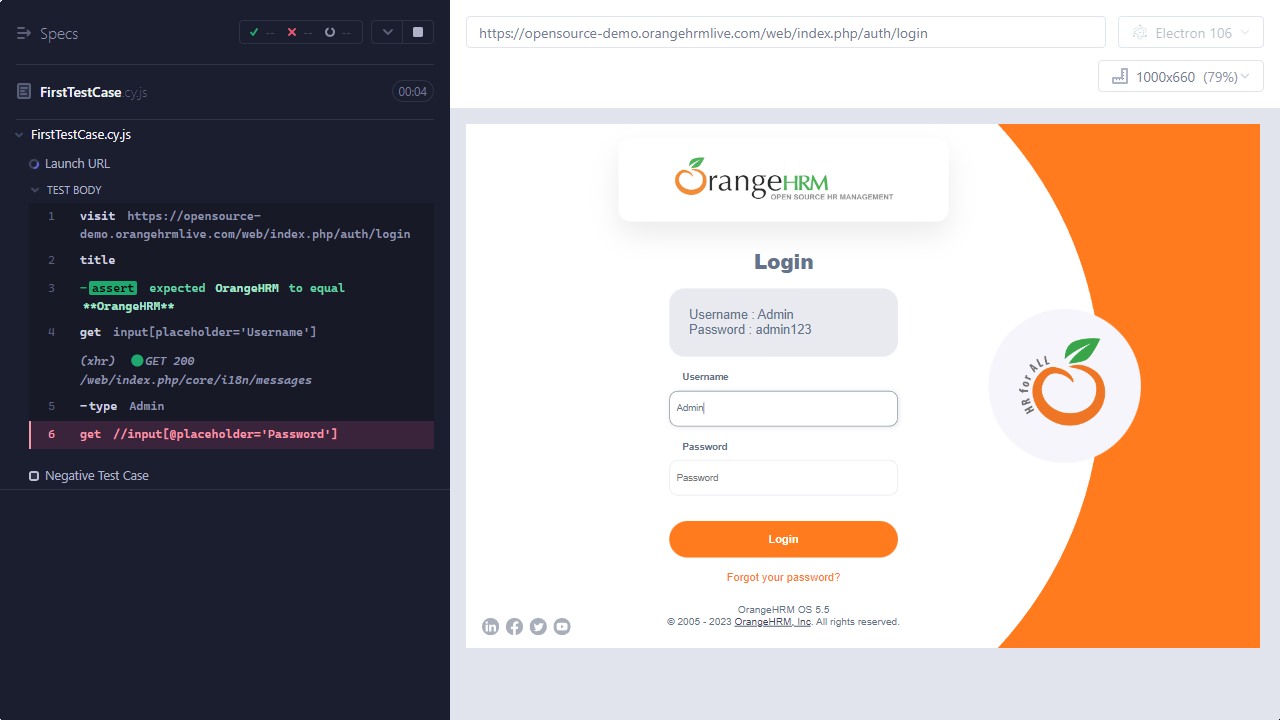 Specs
-- -- --
FirstTestCase.cy.js
00:04
FirstTestCase.cy.js
Launch URL
TEST BODY
1 visit https://opensource-
demo.orangehrmlive.com/web/index.php/auth/login
2 title
3 -assert expected OrangeHRM to equal
**OrangeHRM**
4 get input[placeholder='Username']
(xhr) GET 200
/web/index.php/core/i18n/messages
5 -type Admin
6 get //input[@placeholder='Password']
Negative Test Case
https://opensource-demo.orangehrmlive.com/web/index.php/auth/login
Electron 106
1000x660 (79%)
OrangeHRM
OPEN SOURCE HR MANAGEMENT
Login
Username : Admin
Password : admin123
Username
Admin
Password
Password
Login
Forgot your password?
OrangeHRM OS 5.5
© 2005 - 2023 OrangeHRM, Inc. All rights reserved.
HR for ALL